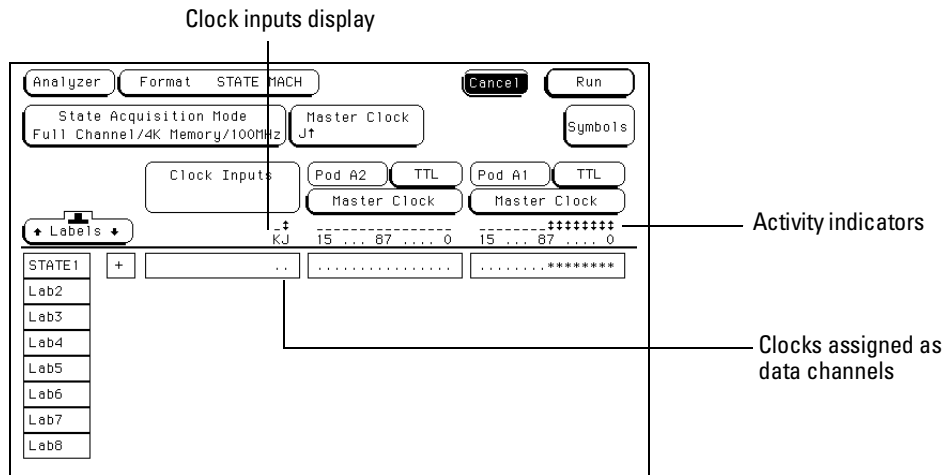 Clock inputs display
Analyzer Format STATE MACH Cancel Run
State Acquisition Mode
Full Channel/4K Memory/100MHz
Master Clock
J↑
Symbols
Clock Inputs
Pod A2 TTL
Master Clock
Pod A1 TTL
Master Clock
Activity indicators
↑ Labels ↓
_↕ ---------------- --------↕↕↕↕↕↕↕↕
KJ 15 ... 87 .... 0 15 ... 87 .... 0
STATE1 + .. ................ ........********
Lab2
Lab3
Lab4
Lab5
Lab6
Lab7
Lab8
Clocks assigned as
data channels